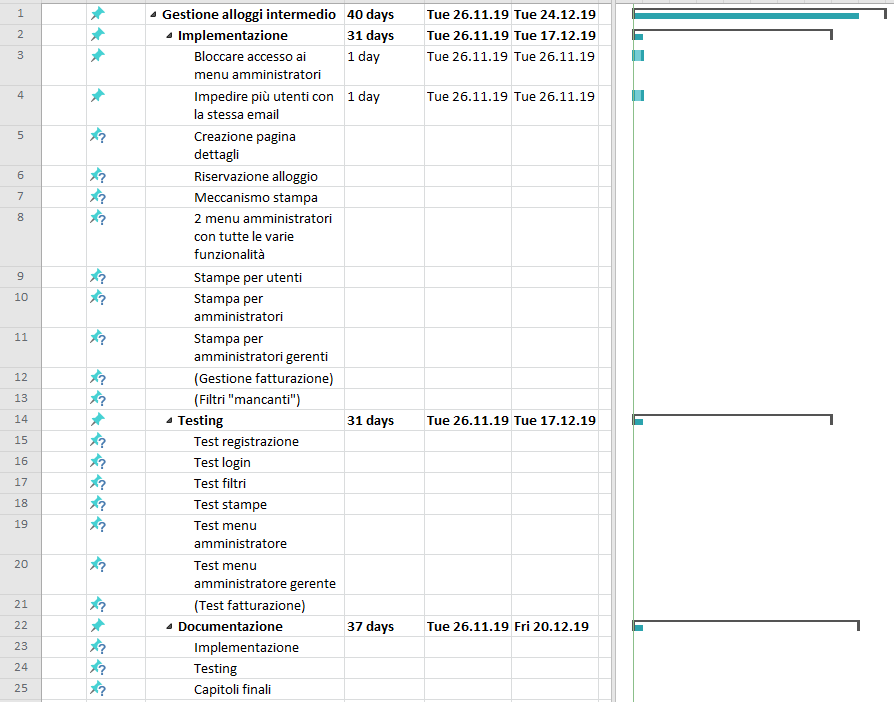 1 Gestione alloggi intermedio 40 days Tue 26.11.19 Tue 24.12.19
2 Implementazione 31 days Tue 26.11.19 Tue 17.12.19
3 Bloccare accesso ai 1 day Tue 26.11.19 Tue 26.11.19
menu amministratori
4 Impedire più utenti con 1 day Tue 26.11.19 Tue 26.11.19
la stessa email
5 Creazione pagina
dettagli
6 Riservazione alloggio
7 Meccanismo stampa
8 2 menu amministratori
con tutte le varie
funzionalità
9 Stampe per utenti
10 Stampa per
amministratori
11 Stampa per
amministratori gerenti
12 (Gestione fatturazione)
13 (Filtri "mancanti")
14 Testing 31 days Tue 26.11.19 Tue 17.12.19
15 Test registrazione
16 Test login
17 Test filtri
18 Test stampe
19 Test menu
amministratore
20 Test menu
amministratore gerente
21 (Test fatturazione)
22 Documentazione 37 days Tue 26.11.19 Fri 20.12.19
23 Implementazione
24 Testing
25 Capitoli finali